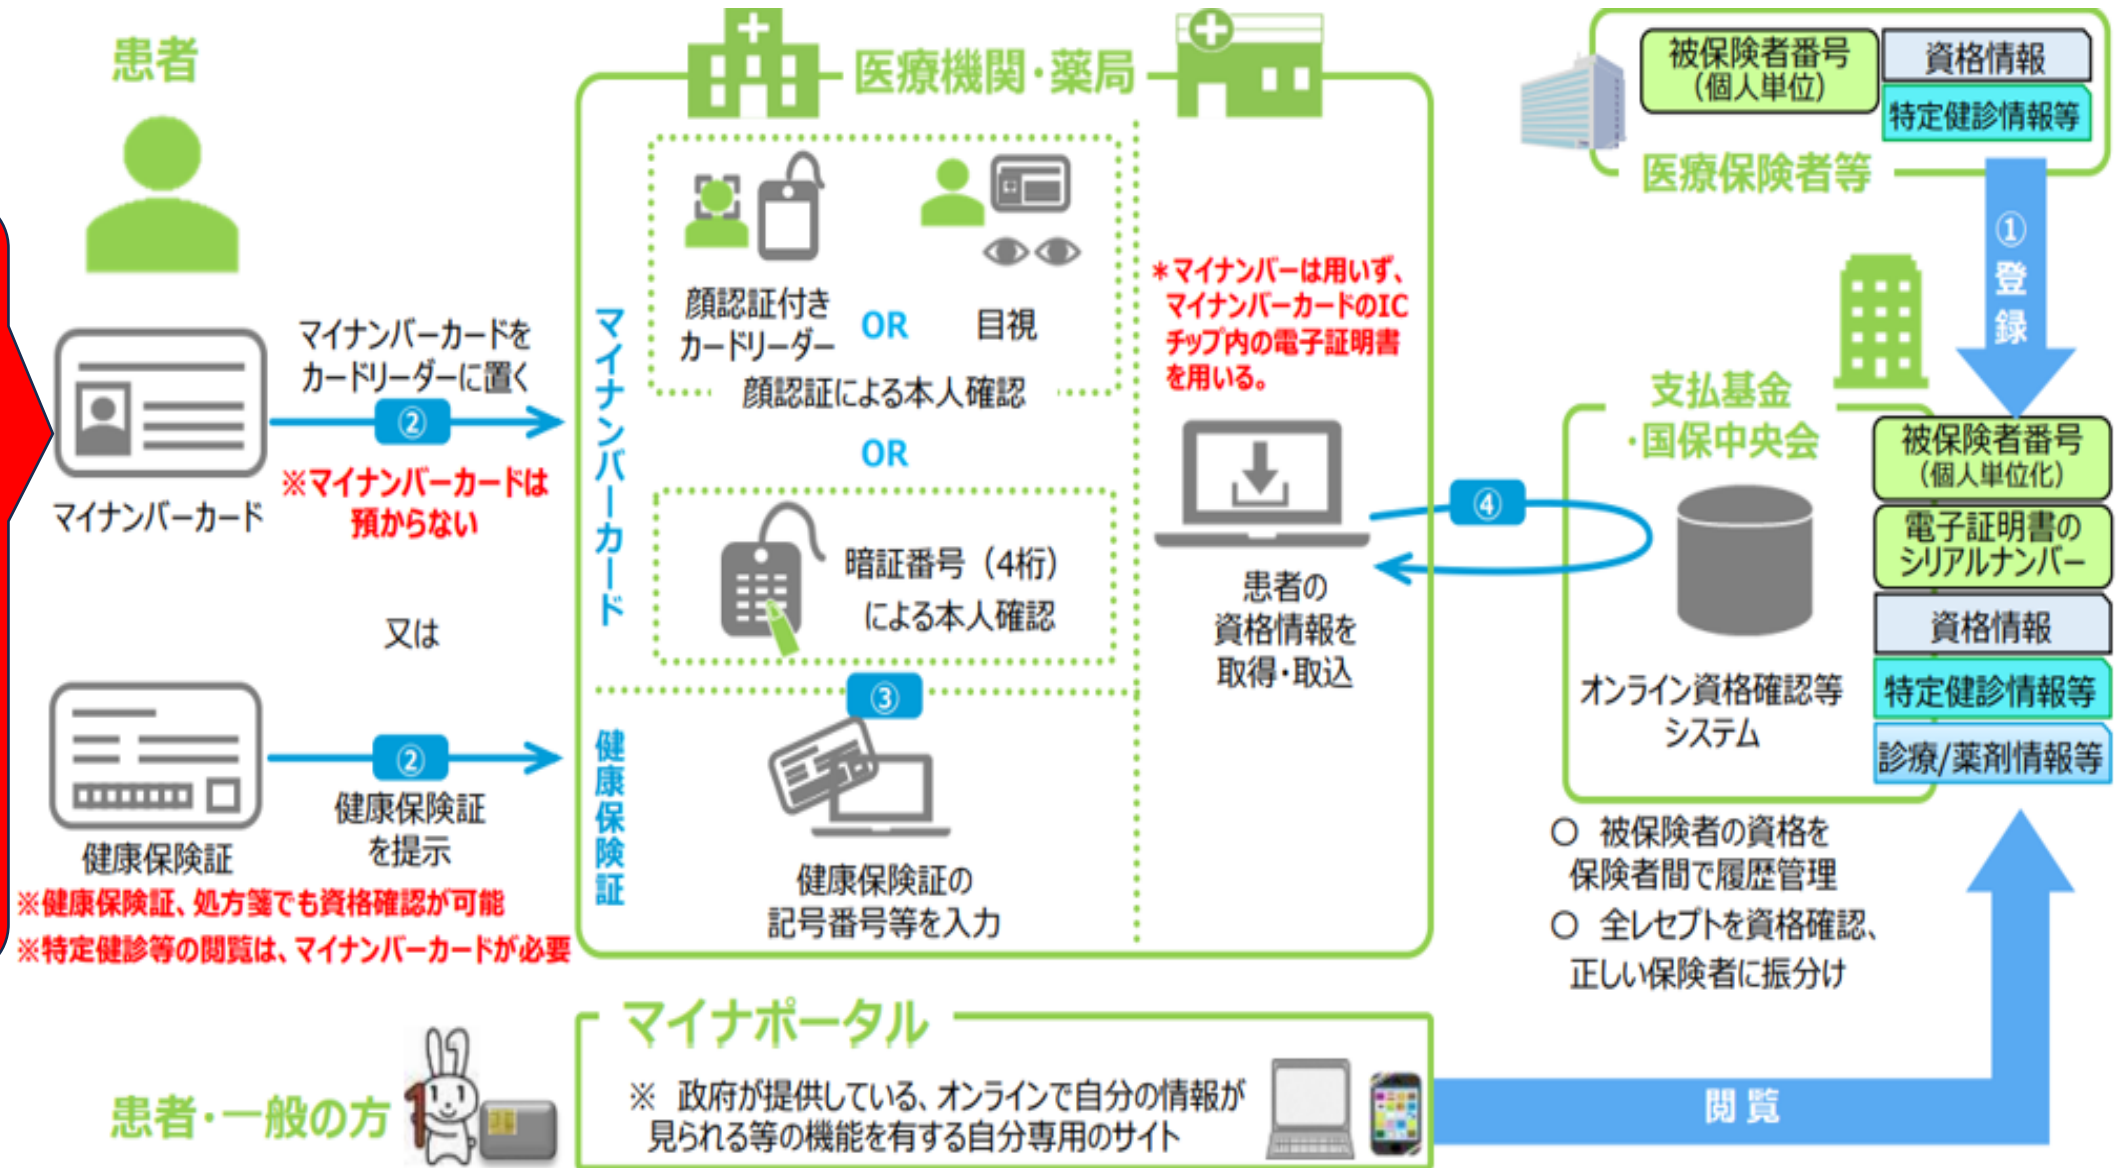 患者
マイナンバーカードを
カードリーダーに置く
②
※マイナンバーカードは
預からない
マイナンバーカード
又は
②
健康保険証
を提示
健康保険証
※健康保険証、処方箋でも資格確認が可能
※特定健診等の閲覧は、マイナンバーカードが必要
医療機関・薬局
マイナンバーカード
顔認証付き
カードリーダー
OR
目視
顔認証による本人確認
OR
暗証番号（4桁）
による本人確認
③
健康保険証
健康保険証の
記号番号等を入力
＊マイナンバーは用いず、
マイナンバーカードのIC
チップ内の電子証明書
を用いる。
患者の
資格情報を
取得・取込
④
被保険者番号
（個人単位）
資格情報
特定健診情報等
医療保険者等
①登録
支払基金
・国保中央会
オンライン資格確認等
システム
被保険者番号
（個人単位化）
電子証明書の
シリアルナンバー
資格情報
特定健診情報等
診療/薬剤情報等
〇 被保険者の資格を
保険者間で履歴管理
〇 全レセプトを資格確認、
正しい保険者に振分け
患者・一般の方
1
マイナポータル
※ 政府が提供している、オンラインで自分の情報が
見られる等の機能を有する自分専用のサイト
閲覧